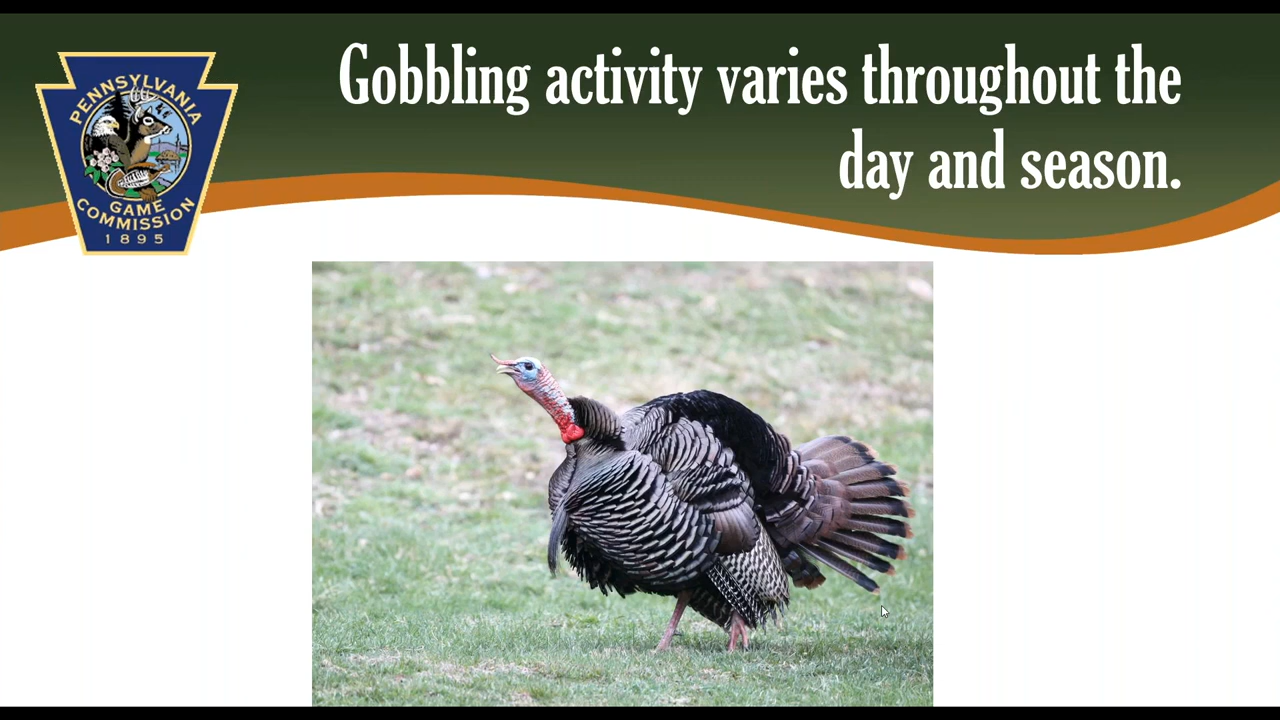 Gobbling activity varies throughout the
day and season.
PENNSYLVANIA
GAME
COMMISSION
1895